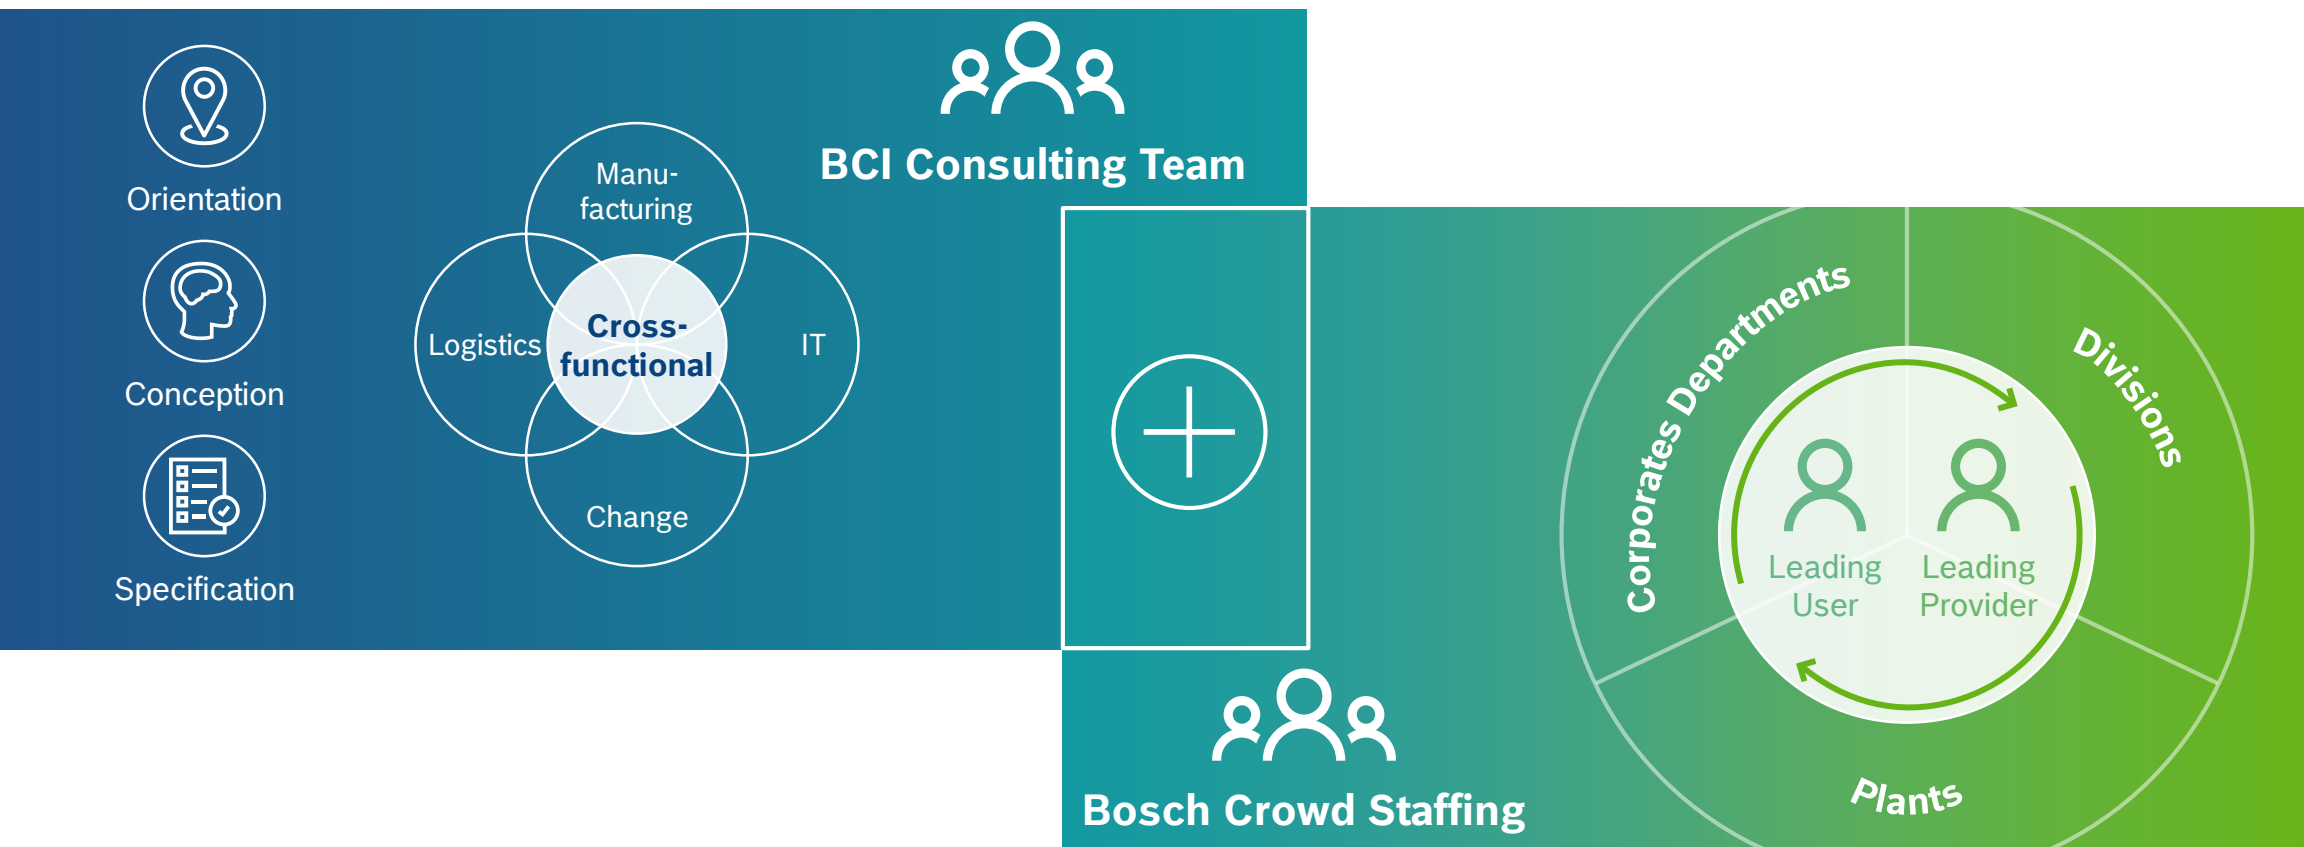 Orientation
Conception
Specification
Manu-
facturing
Logistics
Cross-
functional
IT
Change
BCI Consulting Team
Bosch Crowd Staffing
Corporates Departments
Divisions
Plants
Leading
User
Leading
Provider